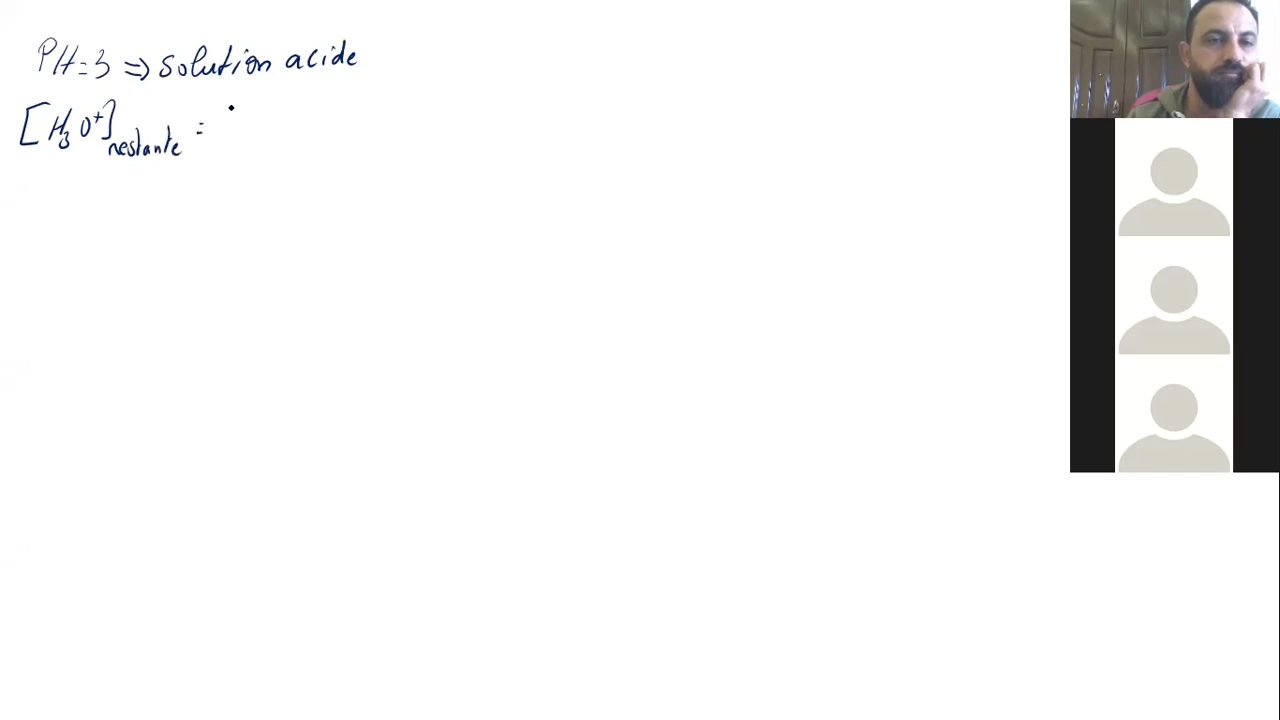 PH=3 => solution acide
[H₃O⁺]restante =